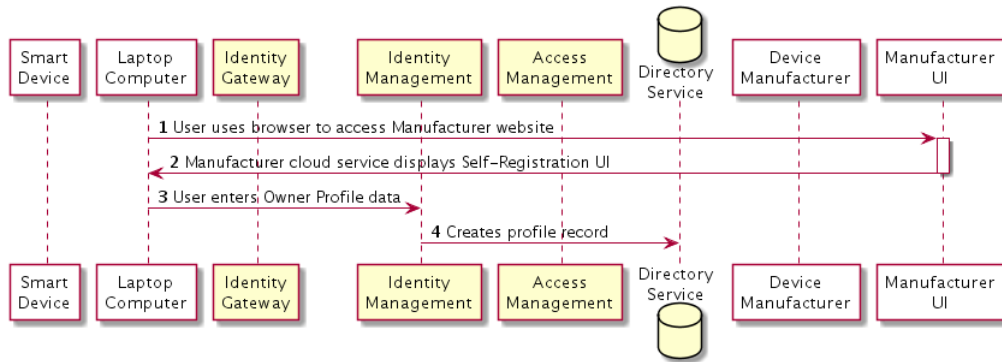 Smart
Device
Laptop
Computer
Identity
Gateway
Identity
Management
Access
Management
Directory
Service
Device
Manufacturer
Manufacturer
UI
1 User uses browser to access Manufacturer website
2 Manufacturer cloud service displays Self-Registration UI
3 User enters Owner Profile data
4 Creates profile record
Smart
Device
Laptop
Computer
Identity
Gateway
Identity
Management
Access
Management
Directory
Service
Device
Manufacturer
Manufacturer
UI